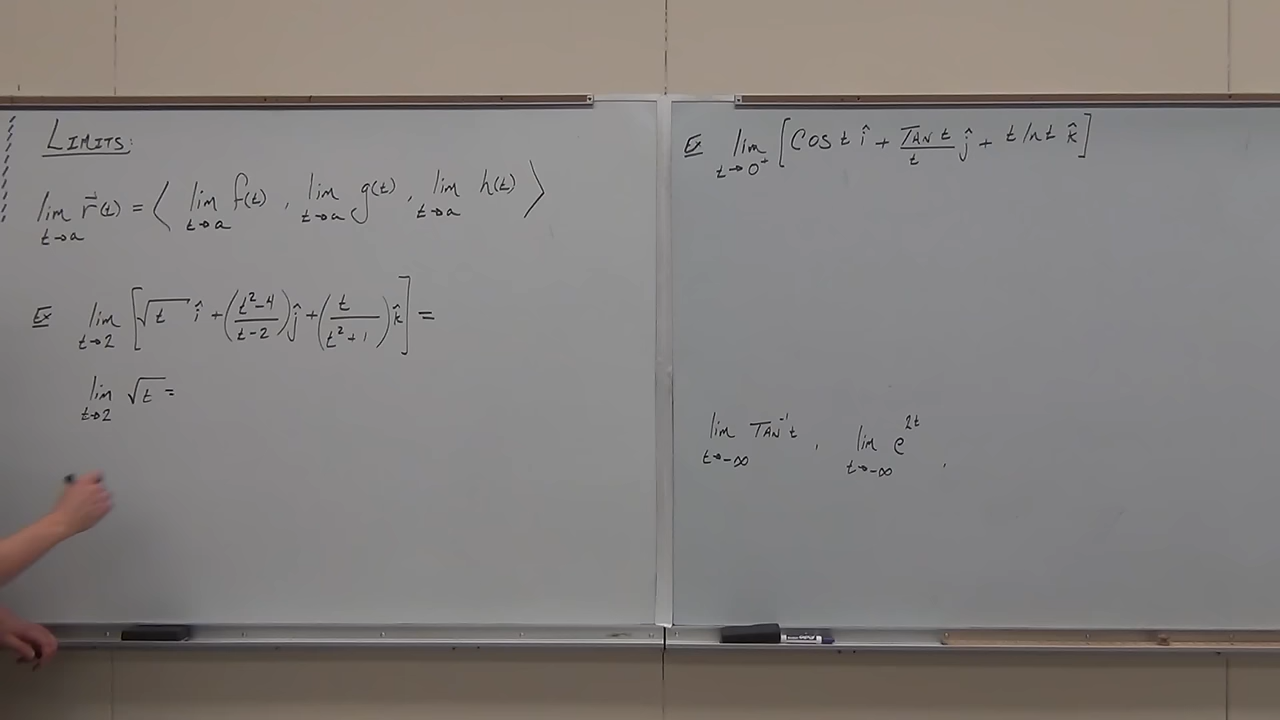 LIMITS:
lim t→a r⃗(t) = ⟨ lim t→a f(t), lim t→a g(t), lim t→a h(t) ⟩
Ex lim t→2 [√t î + (t²-4 / t-2) ĵ + (t / t²+1) k̂] =
lim t→2 √t =
Ex lim t→0⁺ [Cos t î + TAN t / t ĵ + t ln t k̂]
lim t→-∞ TAN⁻¹ t , lim t→-∞ e²ᵗ ,